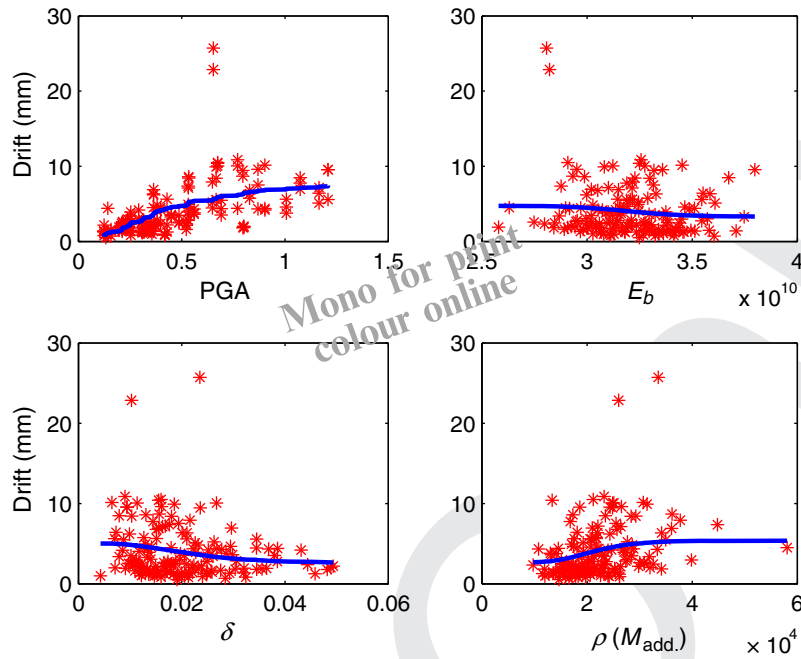 30
20
10
0
Drift (mm)
0 0.5 1 1.5
PGA
30
20
10
0
2.5 3 3.5 4
E_b x 10^10
Mono for print
colour online
30
20
10
0
Drift (mm)
0 0.02 0.04 0.06
δ
30
20
10
0
0 2 4 6
ρ (M_add.) × 10^4